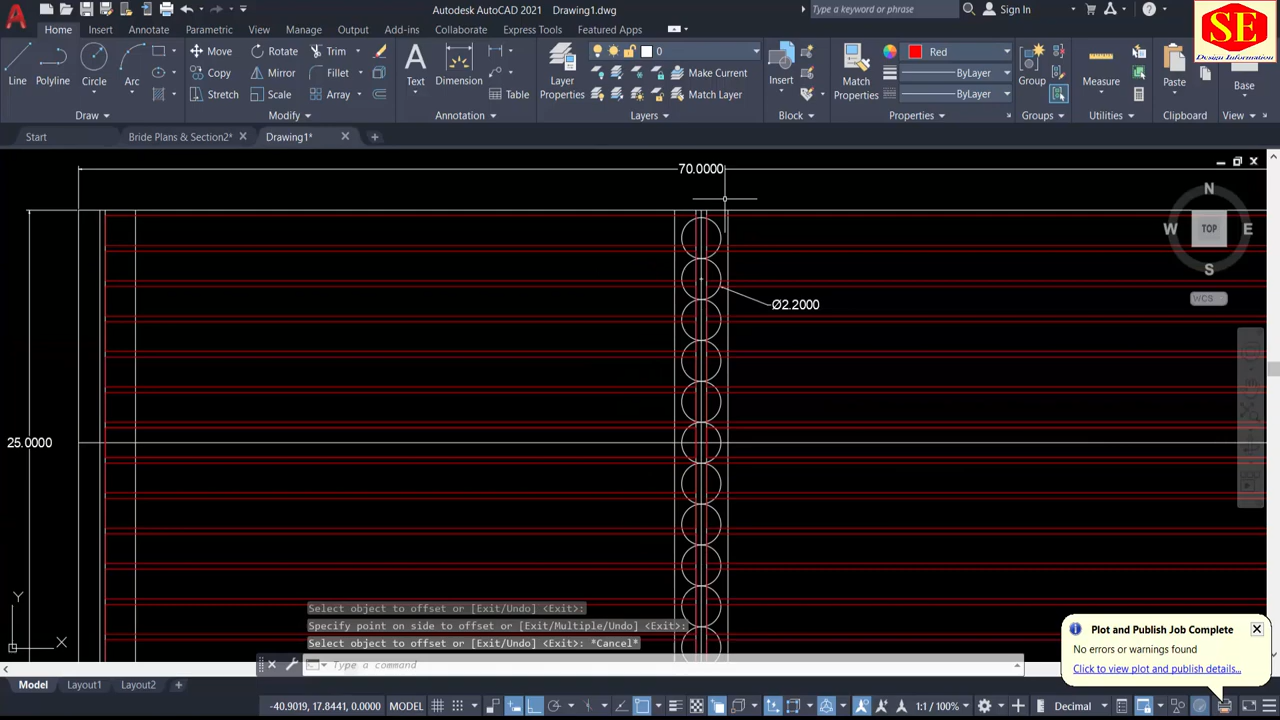 Autodesk AutoCAD 2021 Drawing1.dwg
Type a keyword or phrase
Sign In
SE
Design Information
Home Insert Annotate Parametric View Manage Output Add-ins Collaborate Express Tools Featured Apps
Line
Polyline
Circle
Arc
Move
Copy
Stretch
Rotate
Mirror
Scale
Trim
Fillet
Array
Text
Dimension
Table
Layer
Properties
0
Make Current
Match Layer
Insert
Match
Properties
Red
ByLayer
ByLayer
Group
Measure
Paste
Base
Draw
Modify
Annotation
Layers
Block
Properties
Groups
Utilities
Clipboard
View
Start
Bride Plans & Section2*
Drawing1*
70.0000
Ø2.2000
25.0000
N
W TOP E
S
WCS
Y
X
Select object to offset or [Exit/Undo] <Exit>:
Specify point on side to offset or [Exit/Multiple/Undo] <Exit>:
Select object to offset or [Exit/Undo] <Exit>: *Cancel*
Type a command
Plot and Publish Job Complete
No errors or warnings found
Click to view plot and publish details...
Model Layout1 Layout2
-40.9019, 17.8441, 0.0000 MODEL
1:1 / 100%
Decimal